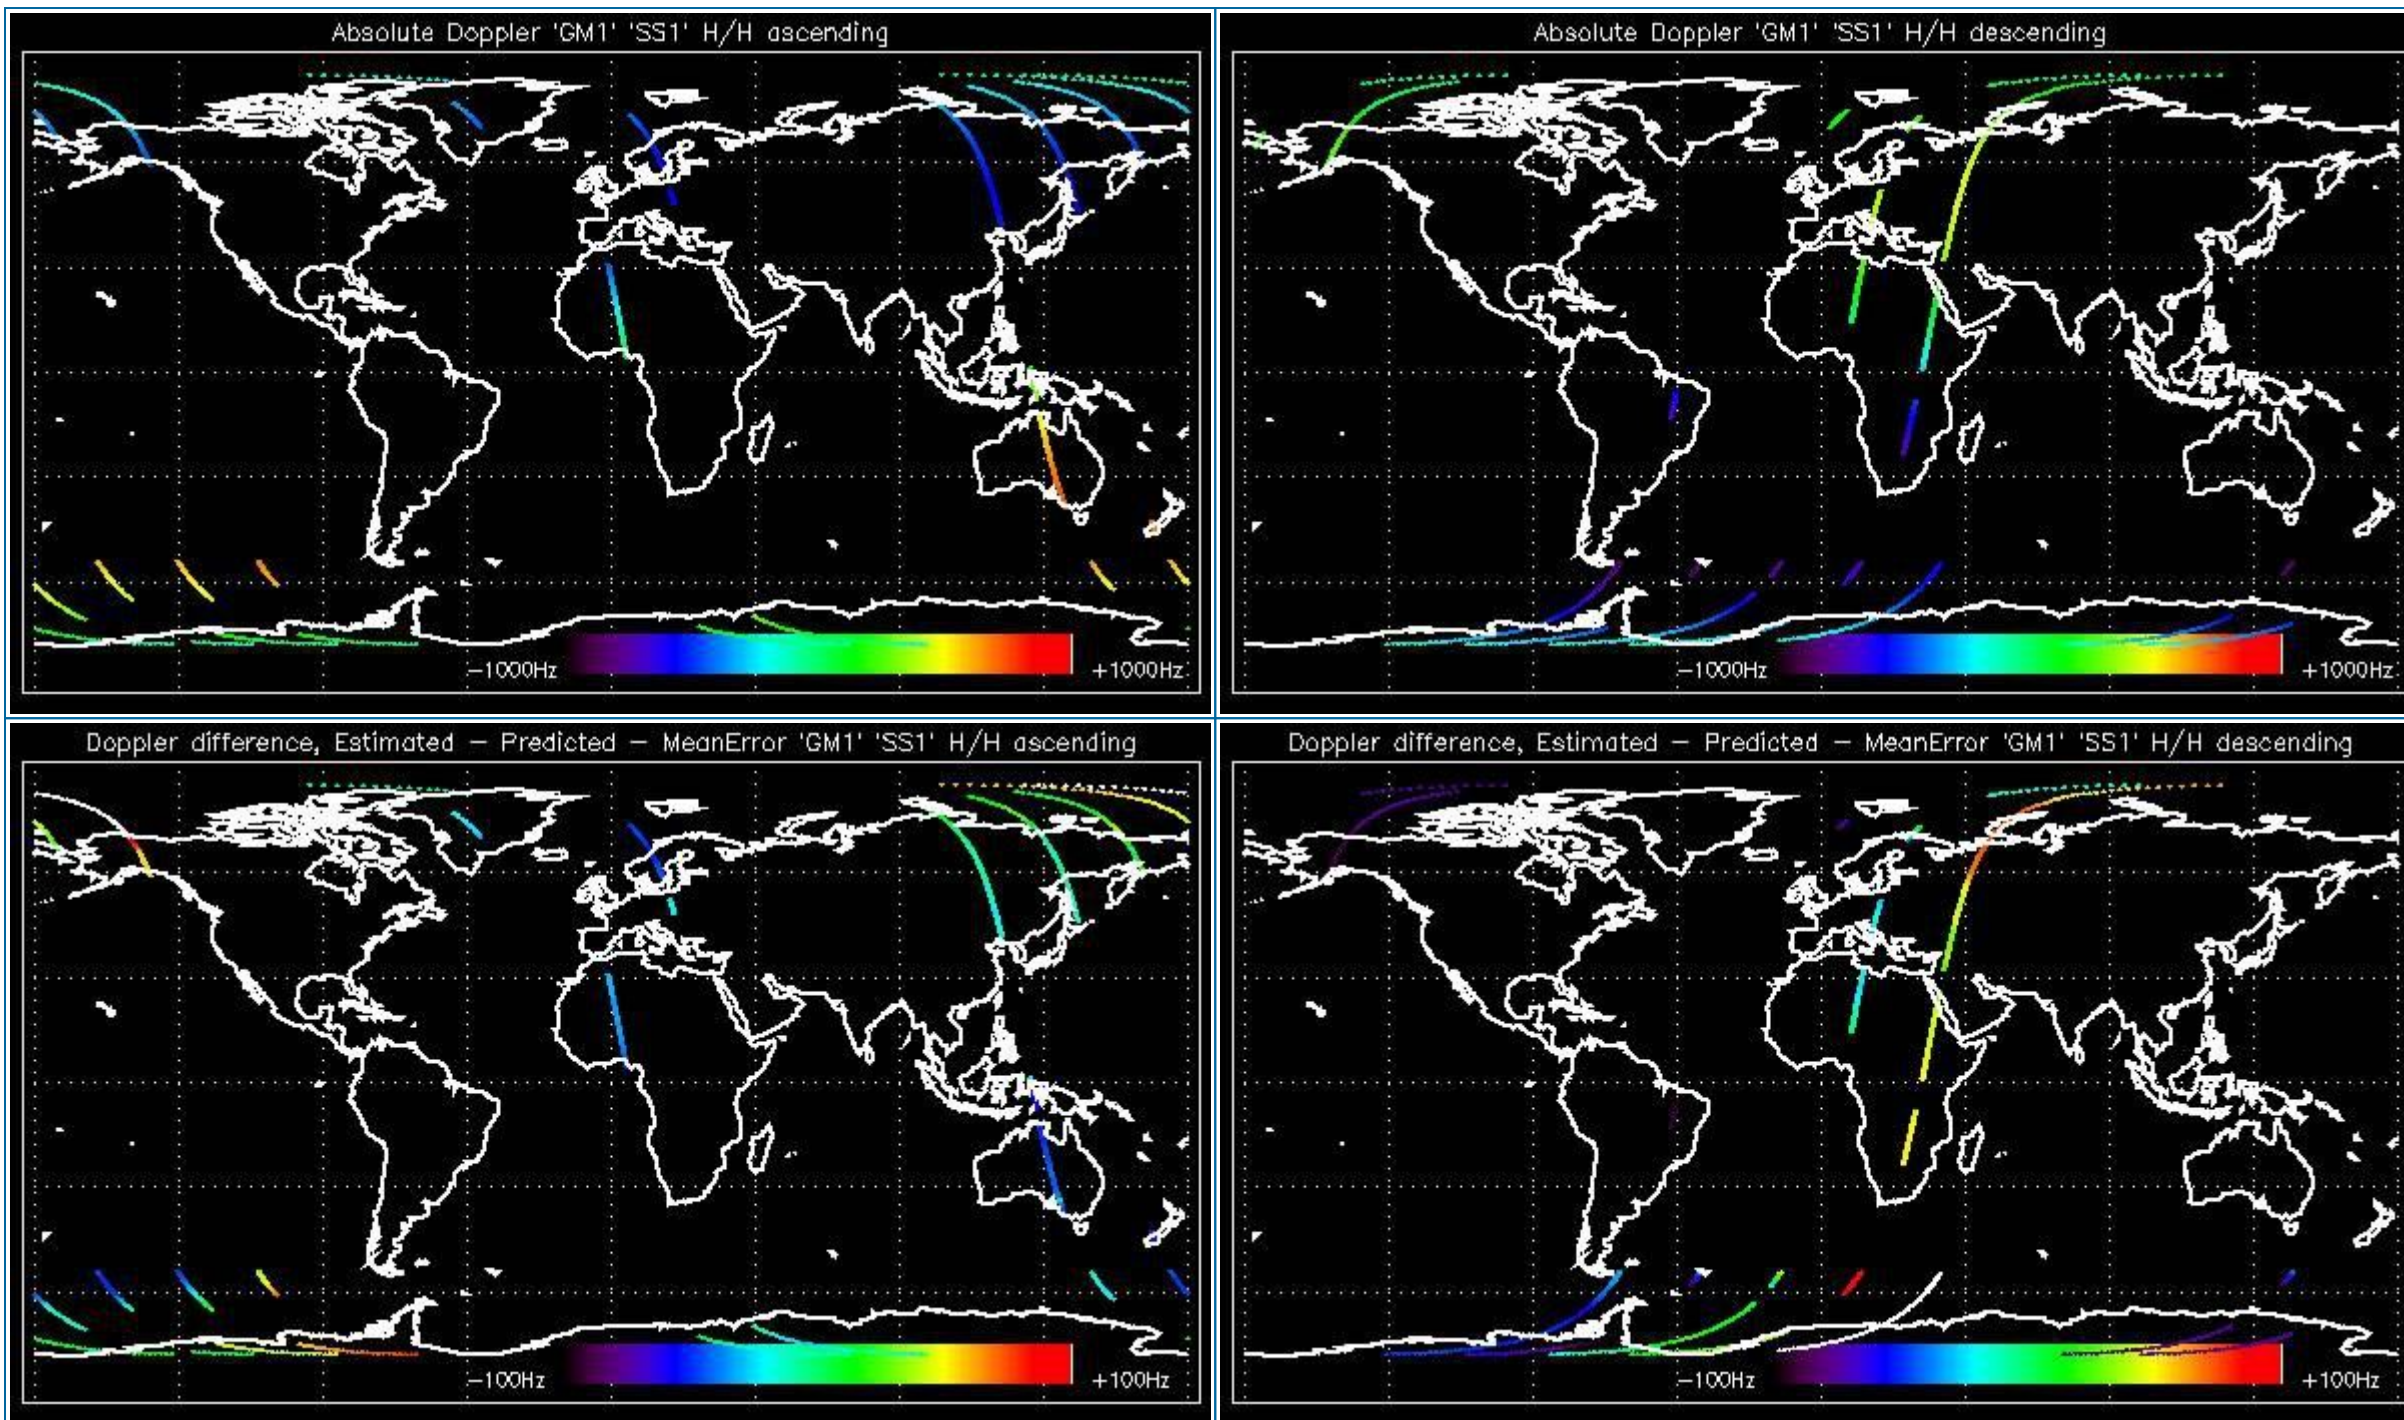 Absolute Doppler 'GM1' 'SS1' H/H ascending
−1000Hz
+1000Hz
Absolute Doppler 'GM1' 'SS1' H/H descending
−1000Hz
+1000Hz
Doppler difference, Estimated − Predicted − MeanError 'GM1' 'SS1' H/H ascending
−100Hz
+100Hz
Doppler difference, Estimated − Predicted − MeanError 'GM1' 'SS1' H/H descending
−100Hz
+100Hz